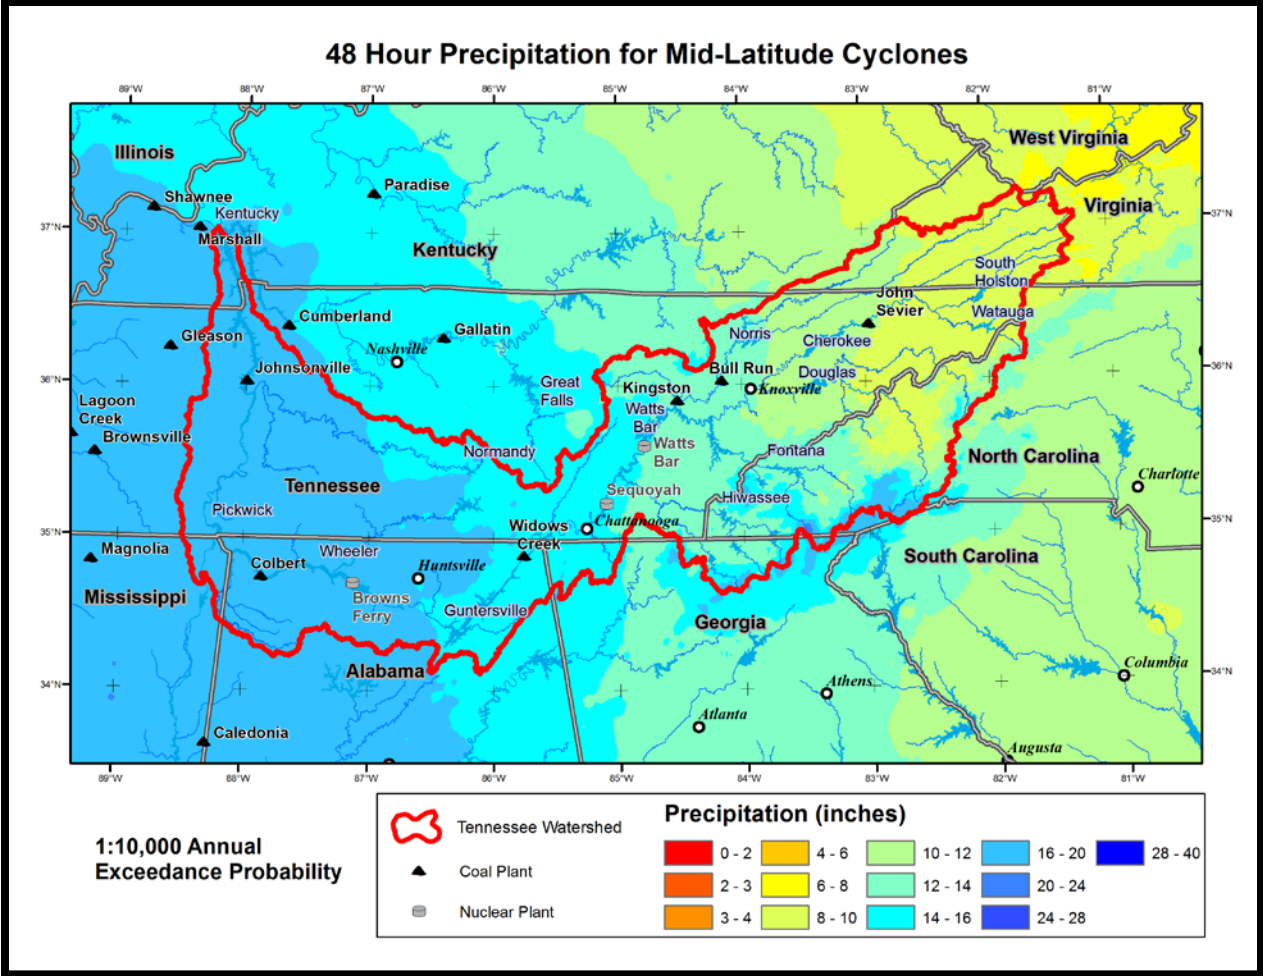 48 Hour Precipitation for Mid-Latitude Cyclones
89°W 88°W 87°W 86°W 85°W 84°W 83°W 82°W 81°W
West Virginia
Illinois
Paradise
Shawnee
Virginia
Kentucky
37°N
37°N
Marshall
Kentucky
South
Holston
John
Sevier
Watauga
Cumberland
Gallatin
Norris
Cherokee
Gleason
Nashville
36°N
36°N
Johnsonville
Bull Run
Douglas
Great
Falls
Kingston
Knoxville
Lagoon
Creek
Watts
Bar
Brownsville
Watts
Bar
Normandy
Fontana
North Carolina
Charlotte
Tennessee
Sequoyah
Hiwassee
Pickwick
35°N
35°N
Chattanooga
Widows
Creek
Magnolia
Wheeler
South Carolina
Colbert
Huntsville
Mississippi
Browns
Ferry
Guntersville
Georgia
Alabama
Columbia
34°N
34°N
Athens
Atlanta
Caledonia
Augusta
89°W 88°W 87°W 86°W 85°W 84°W 83°W 82°W 81°W
1:10,000 Annual
Exceedance Probability
Tennessee Watershed
Coal Plant
Nuclear Plant
Precipitation (inches)
0 - 2 4 - 6 10 - 12 16 - 20 28 - 40
2 - 3 6 - 8 12 - 14 20 - 24
3 - 4 8 - 10 14 - 16 24 - 28